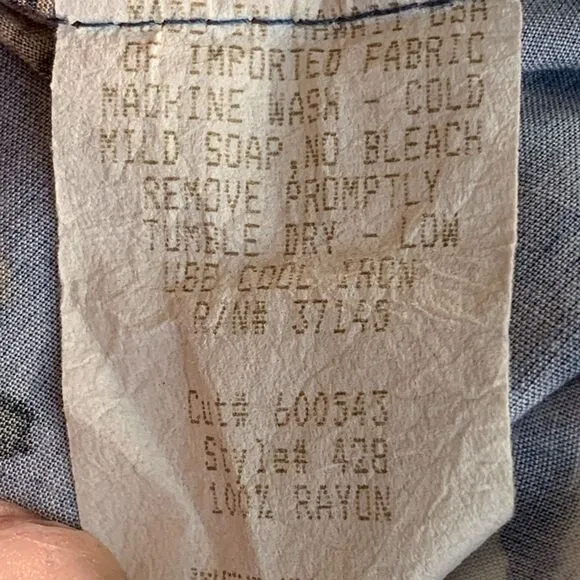 MADE IN HAWAII USA
OF IMPORTED FABRIC
MACHINE WASH - COLD
MILD SOAP,NO BLEACH
REMOVE PROMPTLY
TUMBLE DRY - LOW
USE COOL IRON
R/N# 37148
Cut# 600543
Style# 428
100% RAYON